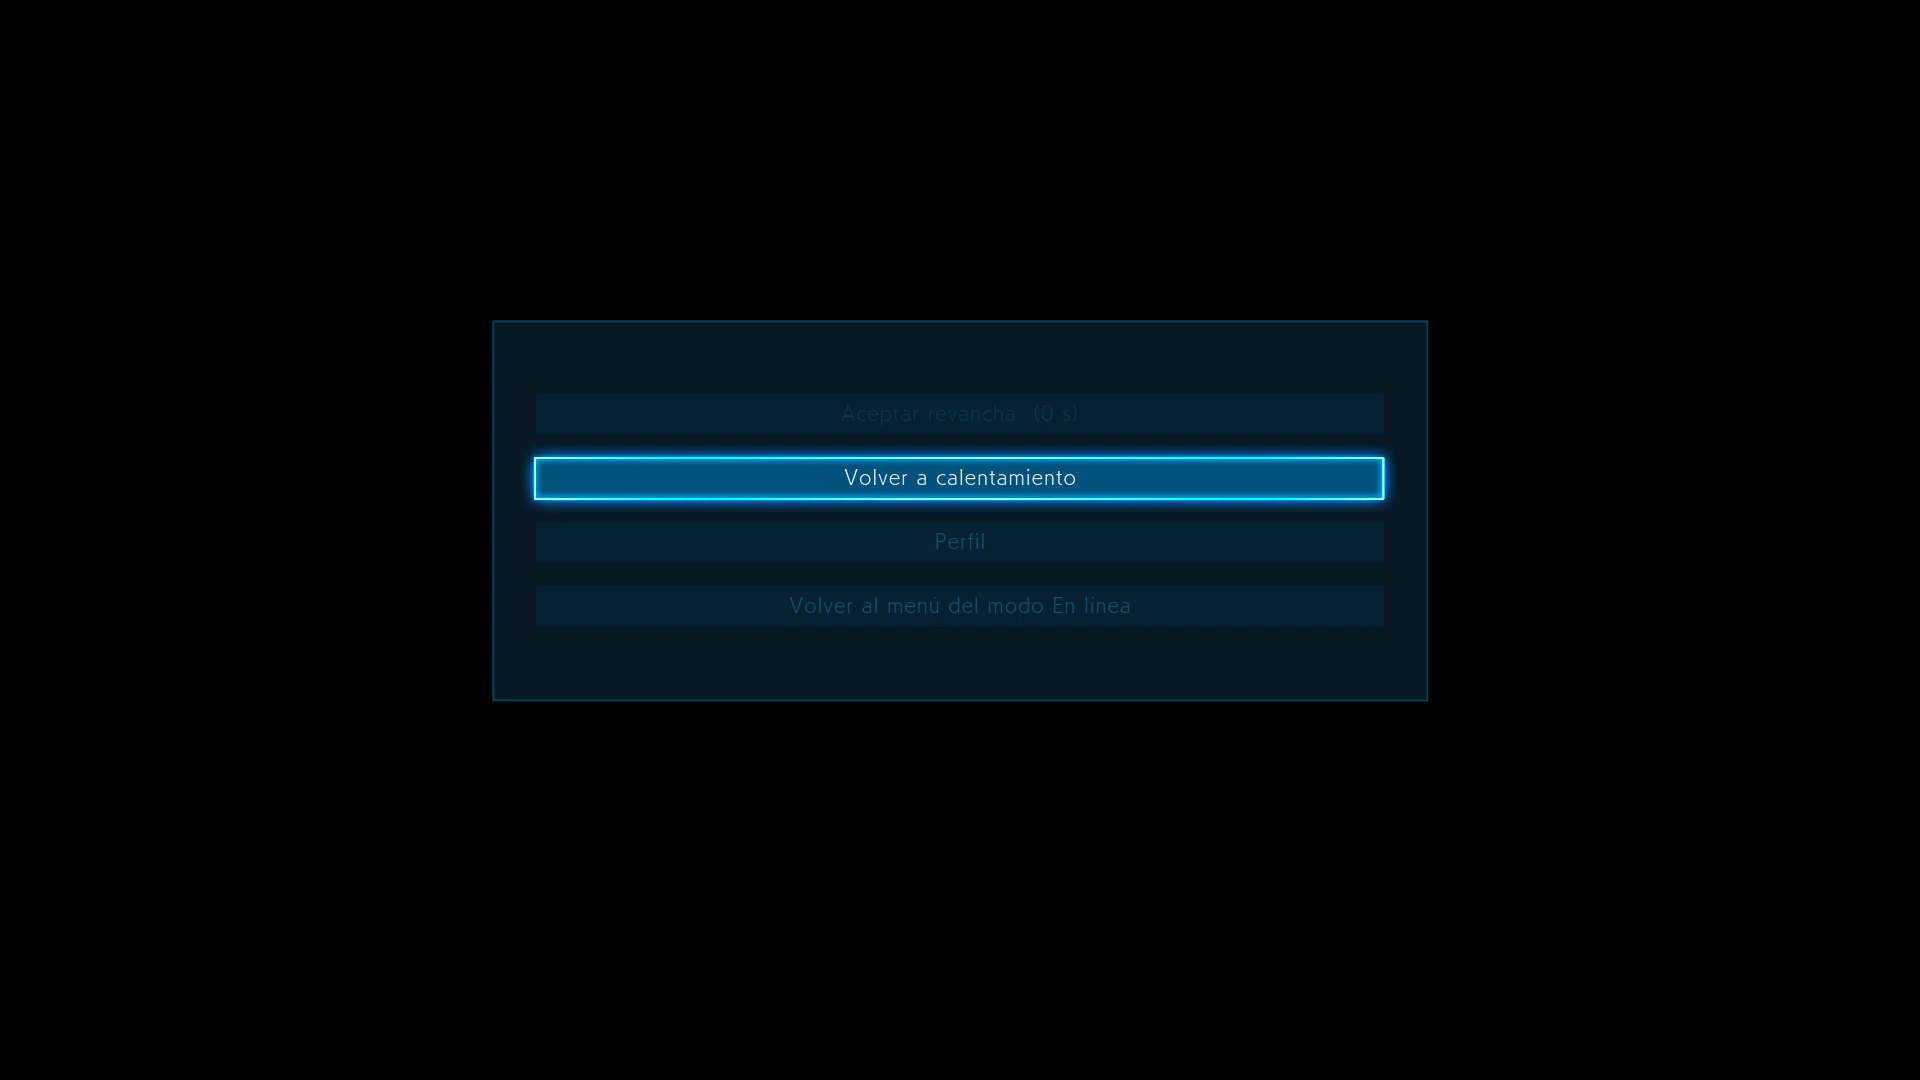 Aceptar revancha (0 s)
Volver a calentamiento
Perfil
Volver al menú del modo En línea